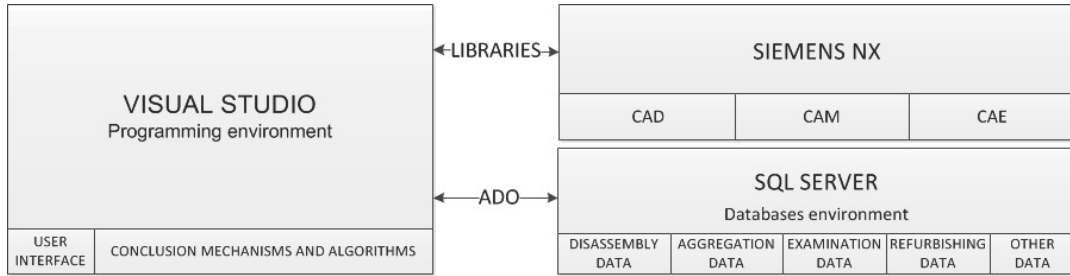 VISUAL STUDIO
Programming environment
USER
INTERFACE
CONCLUSION MECHANISMS AND ALGORITHMS
LIBRARIES
ADO
SIEMENS NX
CAD
CAM
CAE
SQL SERVER
Databases environment
DISASSEMBLY
DATA
AGGREGATION
DATA
EXAMINATION
DATA
REFURBISHING
DATA
OTHER
DATA